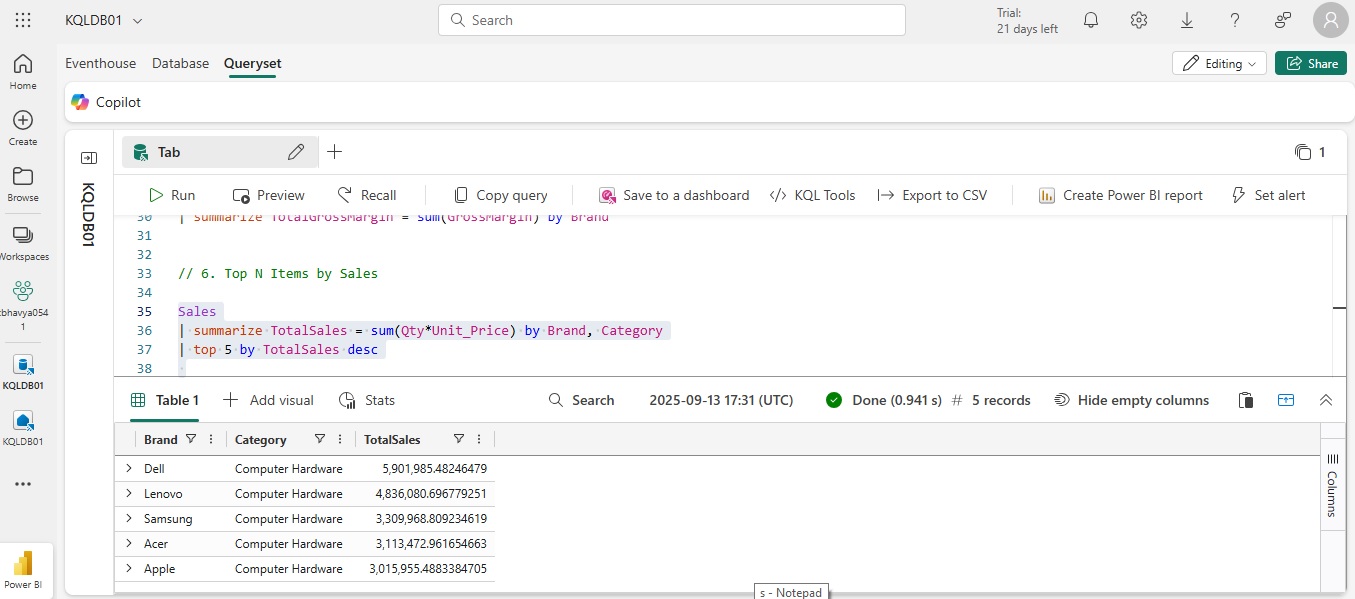 KQLDB01
Search
Trial:
21 days left
Home
Create
Browse
Workspaces
bhavya054
1
KQLDB01
KQLDB01
Power BI
Eventhouse Database Queryset
Editing
Share
Copilot
KQLDB01
Tab
1
Run Preview Recall Copy query Save to a dashboard </> KQL Tools Export to CSV Create Power BI report Set alert
30 | summarize TotalGrossMargin = sum(GrossMargin) by Brand
31
32
33 // 6. Top N Items by Sales
34
35 Sales
36 | summarize TotalSales = sum(Qty*Unit_Price) by Brand, Category
37 | top 5 by TotalSales desc
38
Table 1 Add visual Stats Search 2025-09-13 17:31 (UTC) Done (0.941 s) # 5 records Hide empty columns
Brand Category TotalSales
Dell Computer Hardware 5,901,985.48246479
Lenovo Computer Hardware 4,836,080.696779251
Samsung Computer Hardware 3,309,968.809234619
Acer Computer Hardware 3,113,472.961654663
Apple Computer Hardware 3,015,955.4883384705
Columns
s - Notepad